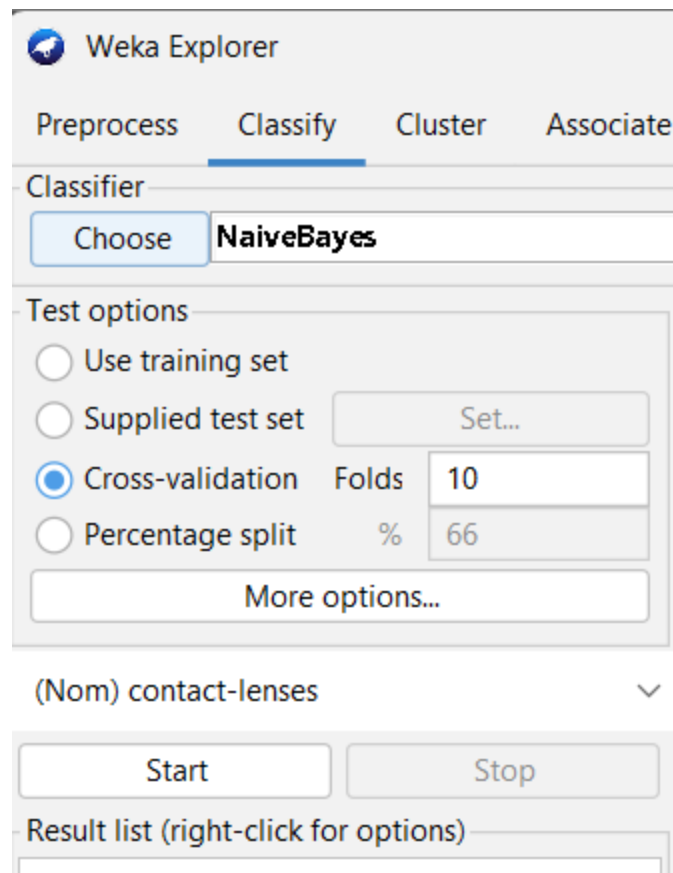 Weka Explorer
Preprocess Classify Cluster Associate
Classifier
Choose NaiveBayes
Test options
Use training set
Supplied test set Set...
Cross-validation Folds 10
Percentage split % 66
More options...
(Nom) contact-lenses
Start Stop
Result list (right-click for options)